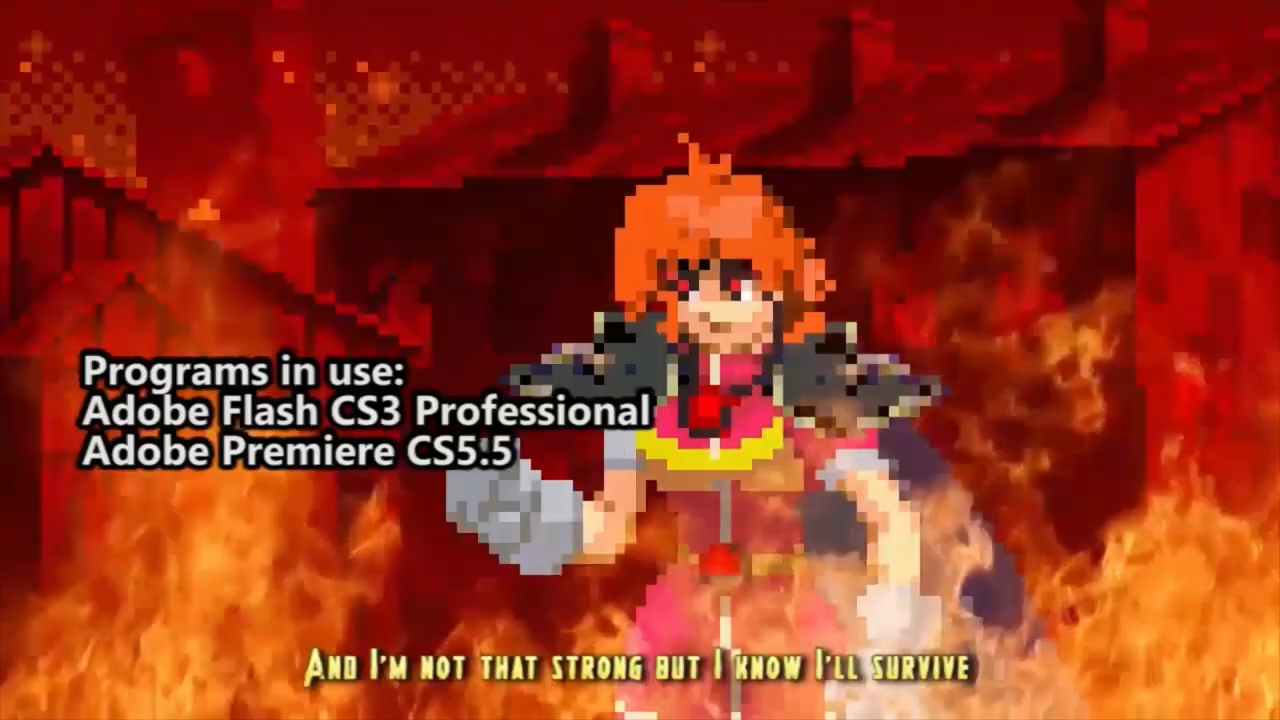 Programs in use:
Adobe Flash CS3 Professional
Adobe Premiere CS5.5
And I'm not that strong but I know I'll survive